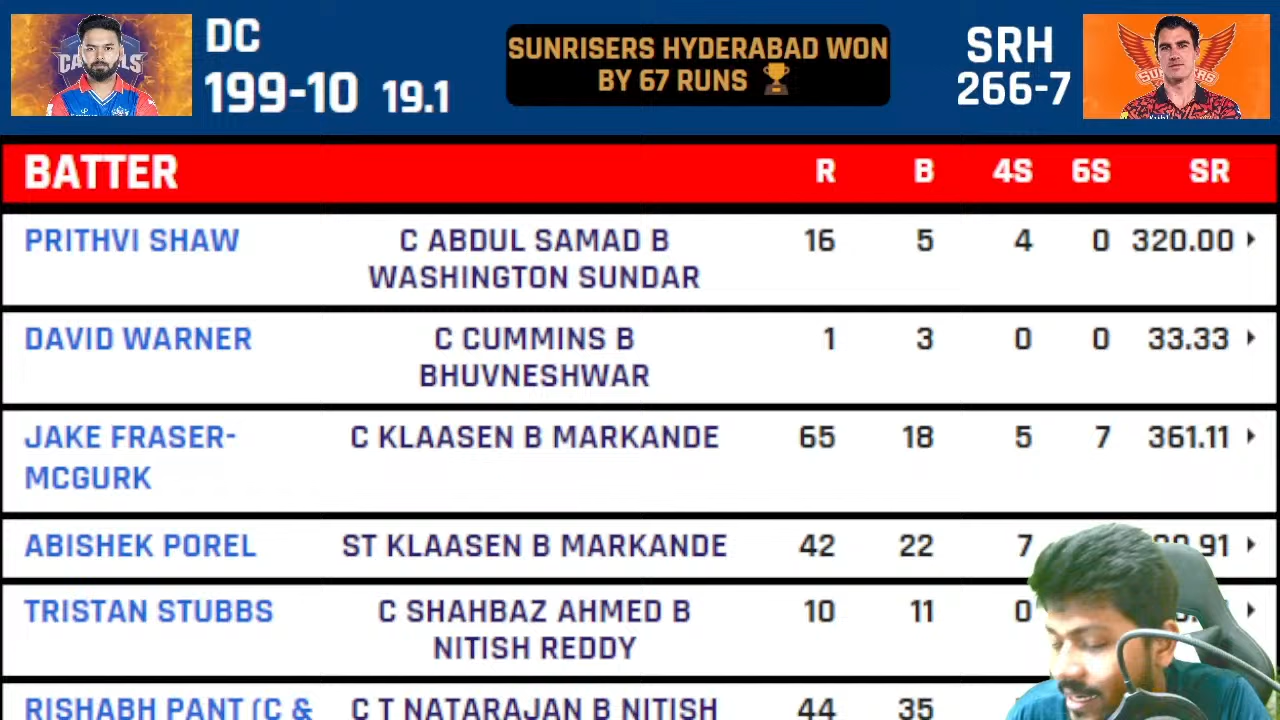 DC
199-10 19.1
SUNRISERS HYDERABAD WON
BY 67 RUNS 🏆
SRH
266-7
BATTER R B 4S 6S SR
PRITHVI SHAW C ABDUL SAMAD B 16 5 4 0 320.00
WASHINGTON SUNDAR
DAVID WARNER C CUMMINS B 1 3 0 0 33.33
BHUVNESHWAR
JAKE FRASER- C KLAASEN B MARKANDE 65 18 5 7 361.11
MCGURK
ABISHEK POREL ST KLAASEN B MARKANDE 42 22 7
TRISTAN STUBBS C SHAHBAZ AHMED B 10 11 0
NITISH REDDY
RISHABH PANT (C & C T NATARAJAN B NITISH 44 35